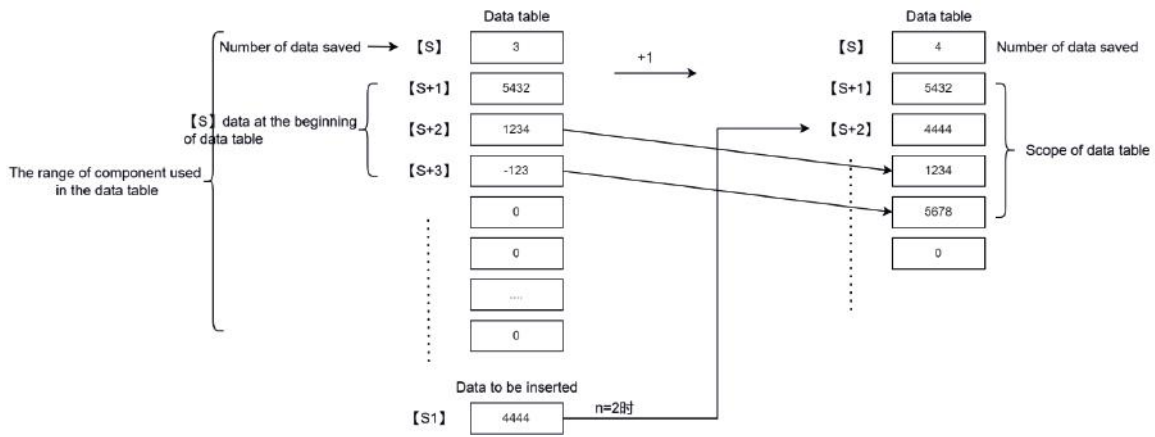 Data table
Data table
Number of data saved
【S】
3
+1
【S】
4
Number of data saved
【S+1】
5432
【S+1】
5432
【S】data at the beginning
of data table
【S+2】
1234
【S+2】
4444
Scope of data table
The range of component used
in the data table
【S+3】
-123
1234
0
5678
0
0
....
0
Data to be inserted
【S1】
4444
n=2时